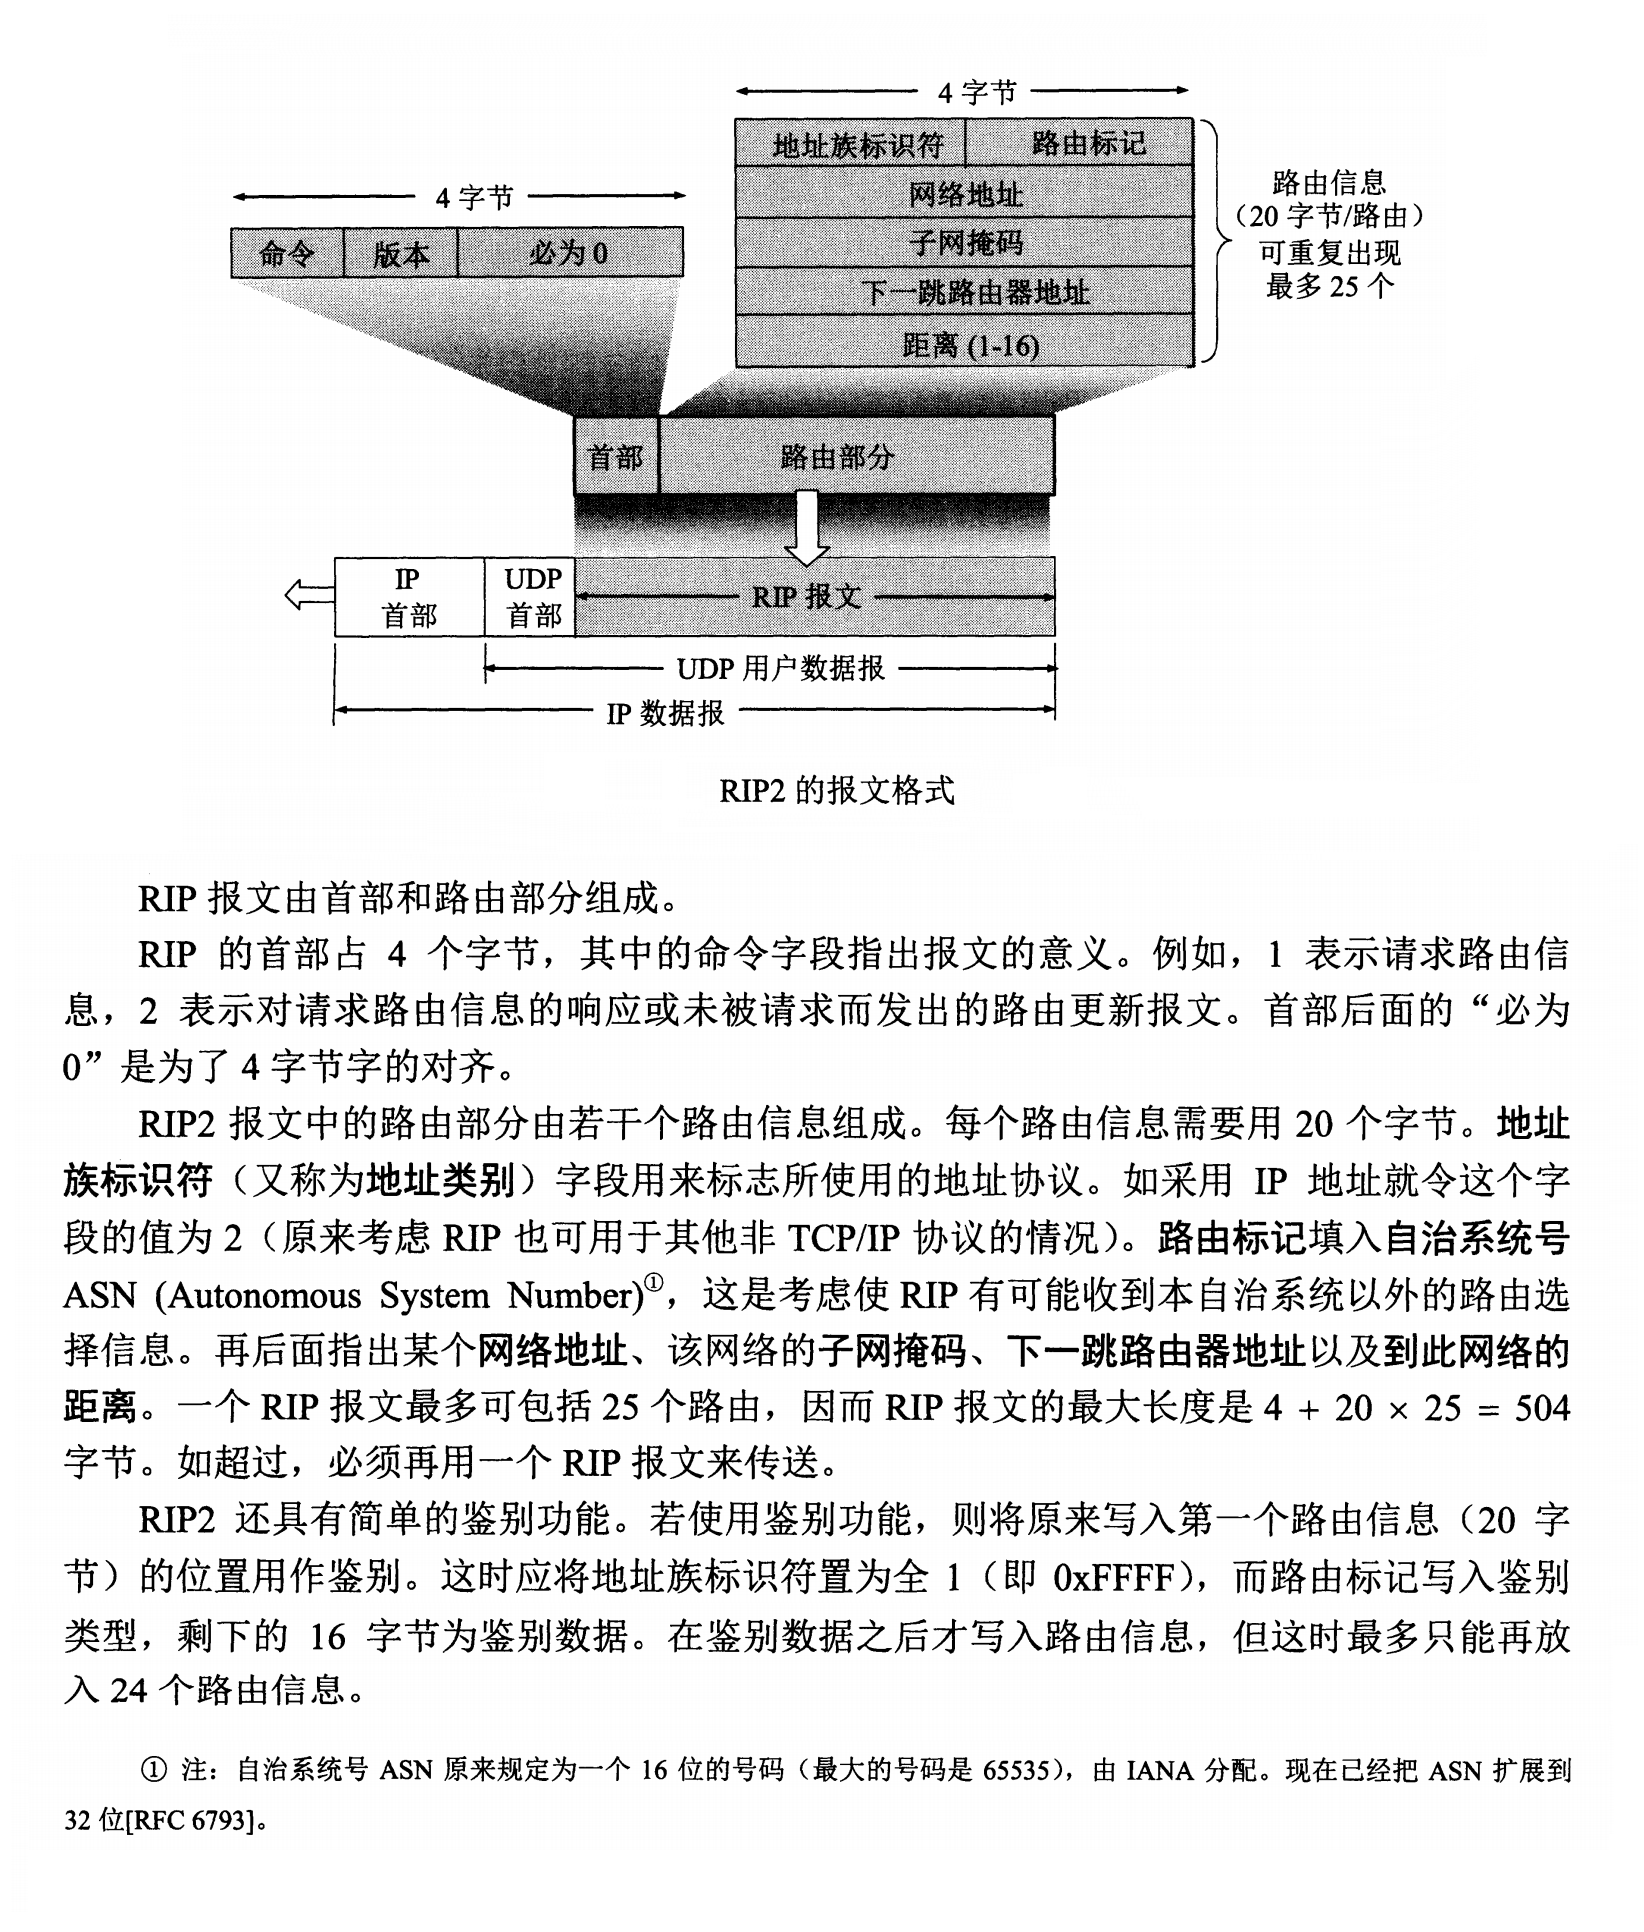 4 字节
地址族标识符 路由标记
网络地址
子网掩码
下一跳路由器地址
距离 (1-16)
路由信息
（20 字节/路由）
可重复出现
最多 25 个
4 字节
命令 版本 必为 0
首部 路由部分
IP
首部
UDP
首部
RIP 报文
UDP 用户数据报
IP 数据报
RIP2 的报文格式
RIP 报文由首部和路由部分组成。
RIP 的首部占 4 个字节，其中的命令字段指出报文的意义。例如，1 表示请求路由信
息，2 表示对请求路由信息的响应或未被请求而发出的路由更新报文。首部后面的“必为
0”是为了 4 字节字的对齐。
RIP2 报文中的路由部分由若干个路由信息组成。每个路由信息需要用 20 个字节。地址
族标识符（又称为地址类别）字段用来标志所使用的地址协议。如采用 IP 地址就令这个字
段的值为 2（原来考虑 RIP 也可用于其他非 TCP/IP 协议的情况）。路由标记填入自治系统号
ASN (Autonomous System Number)①，这是考虑使 RIP 有可能收到本自治系统以外的路由选
择信息。再后面指出某个网络地址、该网络的子网掩码、下一跳路由器地址以及到此网络的
距离。一个 RIP 报文最多可包括 25 个路由，因而 RIP 报文的最大长度是 4 + 20 × 25 = 504
字节。如超过，必须再用一个 RIP 报文来传送。
RIP2 还具有简单的鉴别功能。若使用鉴别功能，则将原来写入第一个路由信息（20 字
节）的位置用作鉴别。这时应将地址族标识符置为全 1（即 0xFFFF），而路由标记写入鉴别
类型，剩下的 16 字节为鉴别数据。在鉴别数据之后才写入路由信息，但这时最多只能再放
入 24 个路由信息。
① 注：自治系统号 ASN 原来规定为一个 16 位的号码（最大的号码是 65535），由 IANA 分配。现在已经把 ASN 扩展到
32 位[RFC 6793]。